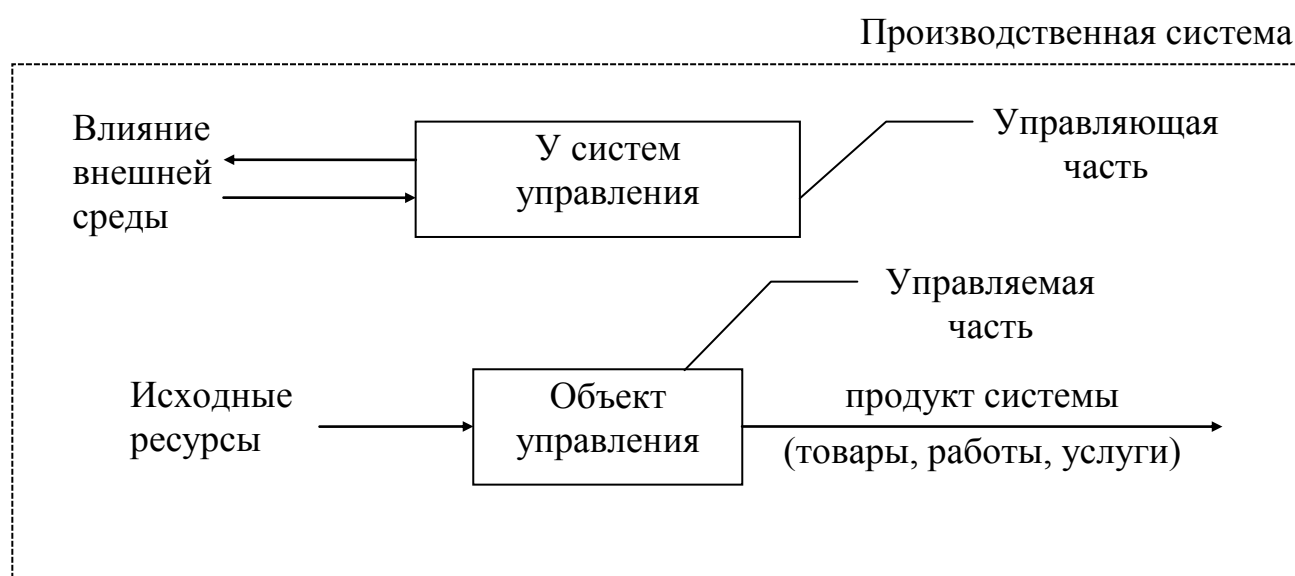 Производственная система
Влияние
внешней
среды
У систем
управления
Управляющая
часть
Управляемая
часть
Исходные
ресурсы
Объект
управления
продукт системы
(товары, работы, услуги)